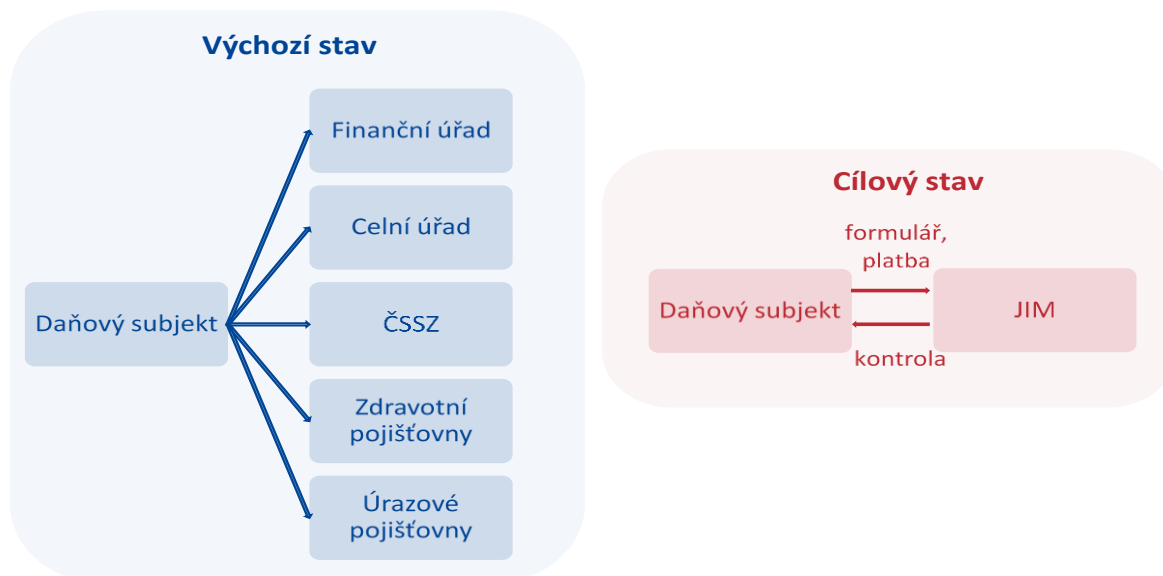 Výchozí stav
Finanční úřad
Celní úřad
Daňový subjekt
ČSSZ
Zdravotní
pojišťovny
Úrazové
pojišťovny
Cílový stav
formulář,
platba
Daňový subjekt
JIM
kontrola